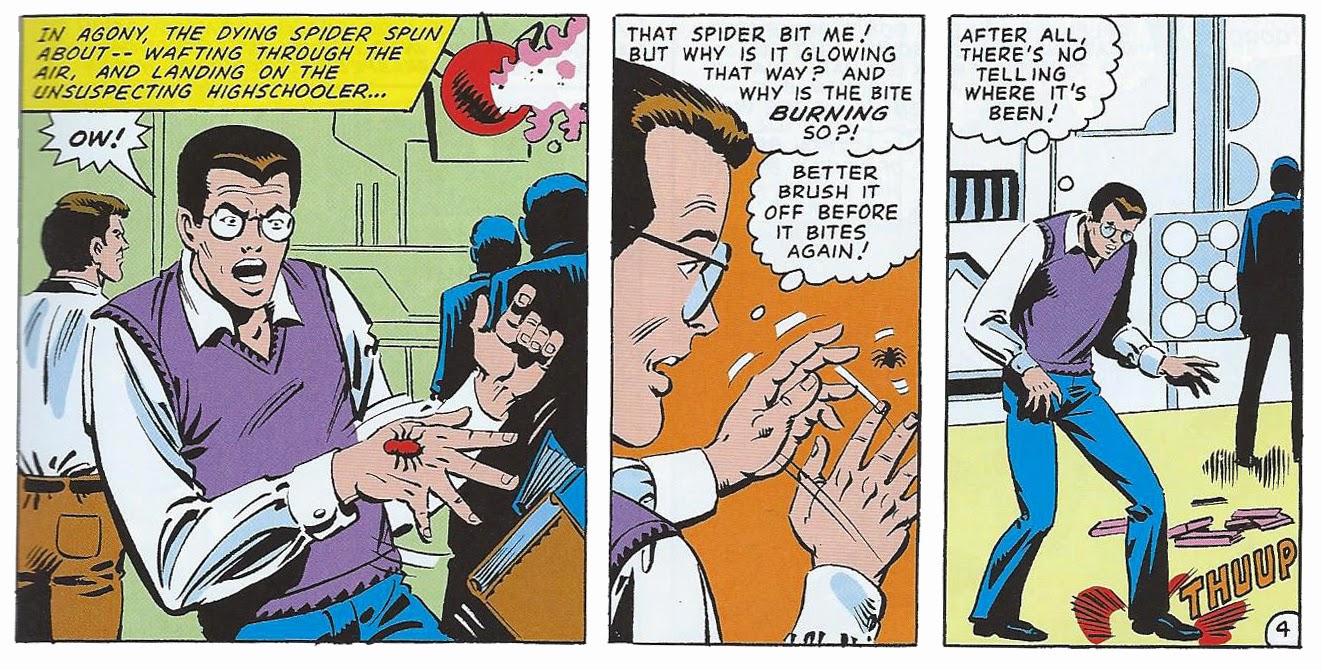 IN AGONY, THE DYING SPIDER SPUN
ABOUT-- WAFTING THROUGH THE
AIR, AND LANDING ON THE
UNSUSPECTING HIGHSCHOOLER...
OW!
THAT SPIDER BIT ME!
BUT WHY IS IT GLOWING
THAT WAY? AND
WHY IS THE BITE
BURNING
SO?!
BETTER
BRUSH IT
OFF BEFORE
IT BITES
AGAIN!
AFTER ALL,
THERE'S NO
TELLING
WHERE IT'S
BEEN!
THUUP
4